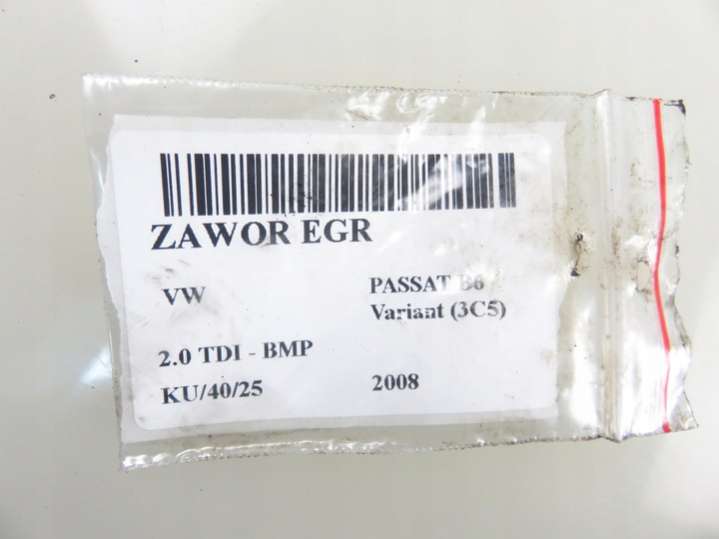 ZAWOR EGR
VW
PASSAT B6
Variant (3C5)
2.0 TDI - BMP
KU/40/25
2008